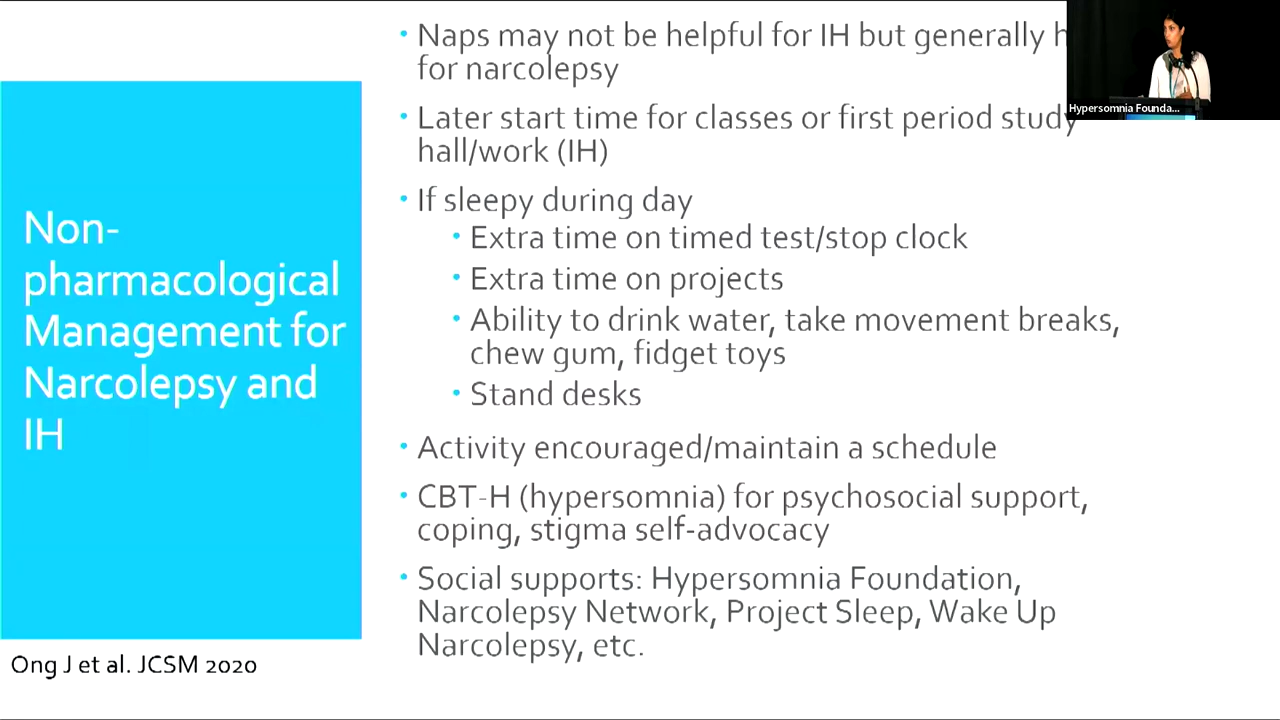 Non-
pharmacological
Management for
Narcolepsy and
IH
Ong J et al. JCSM 2020
• Naps may not be helpful for IH but generally
for narcolepsy
• Later start time for classes or first period study
hall/work (IH)
• If sleepy during day
• Extra time on timed test/stop clock
• Extra time on projects
• Ability to drink water, take movement breaks,
chew gum, fidget toys
• Stand desks
• Activity encouraged/maintain a schedule
• CBT-H (hypersomnia) for psychosocial support,
coping, stigma self-advocacy
• Social supports: Hypersomnia Foundation,
Narcolepsy Network, Project Sleep, Wake Up
Narcolepsy, etc.
Hypersomnia Founda...